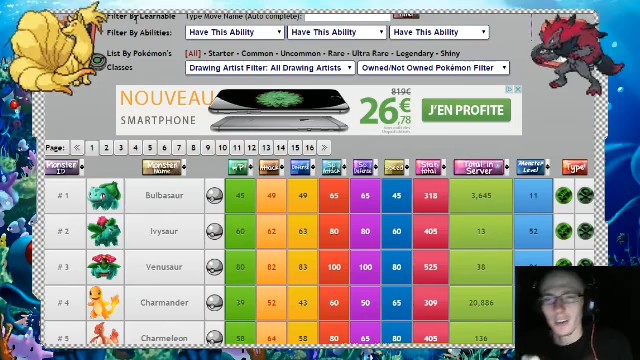 Filter By Learnable Type Move Name (Auto complete):
Filter By Abilities: Have This Ability Have This Ability Have This Ability
List By Pokémon's Classes [All] - Starter - Common - Uncommon - Rare - Ultra Rare - Legendary - Shiny
Drawing Artist Filter: All Drawing Artists Owned/Not Owned Pokémon Filter
NOUVEAU
SMARTPHONE
819€
26€,78
J'EN PROFITE
Page: « 1 2 3 4 5 6 7 8 9 10 11 12 13 14 15 16 »
Monster ID Monster Name HP Attack Defense Sp Attack Sp Defense Speed Stat Total Total in Server Monster Level Type
# 1 Bulbasaur 45 49 49 65 65 45 318 3,645 11
# 2 Ivysaur 60 62 63 80 80 60 405 13 52
# 3 Venusaur 80 82 83 100 100 80 525 38
# 4 Charmander 39 52 43 60 50 65 309 20,886
# 5 Charmeleon 58 64 58 80 65 80 405 136